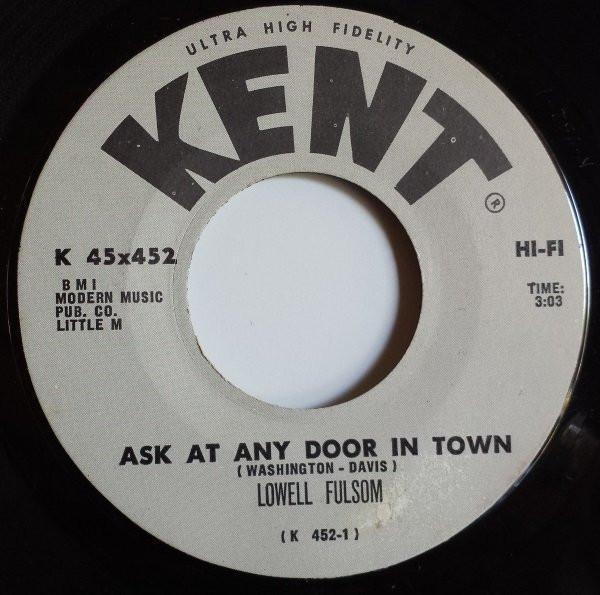 ULTRA HIGH FIDELITY
KENT®
K 45x452
HI-FI
BMI
MODERN MUSIC
PUB. CO.
LITTLE M
TIME:
3:03
ASK AT ANY DOOR IN TOWN
(WASHINGTON - DAVIS)
LOWELL FULSOM
(K 452-1)